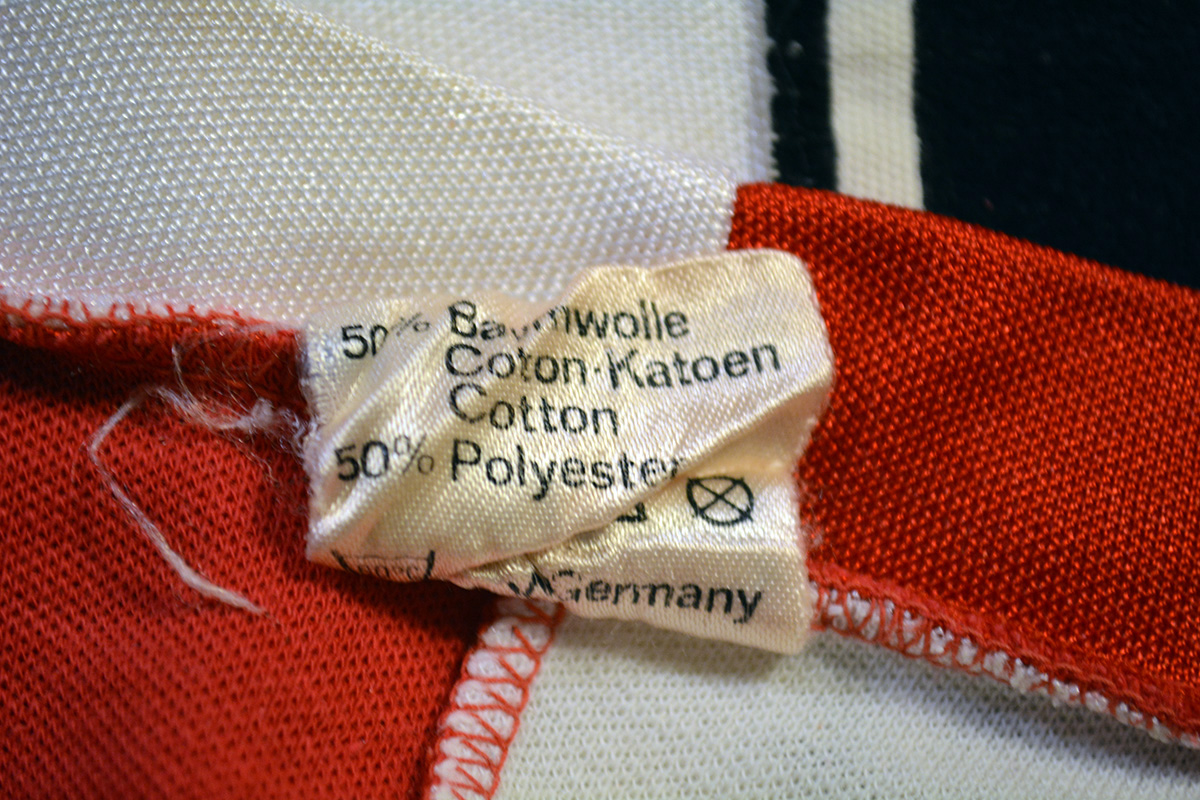 50% Baumwolle
Coton·Katoen
Cotton
50% Polyester
Germany